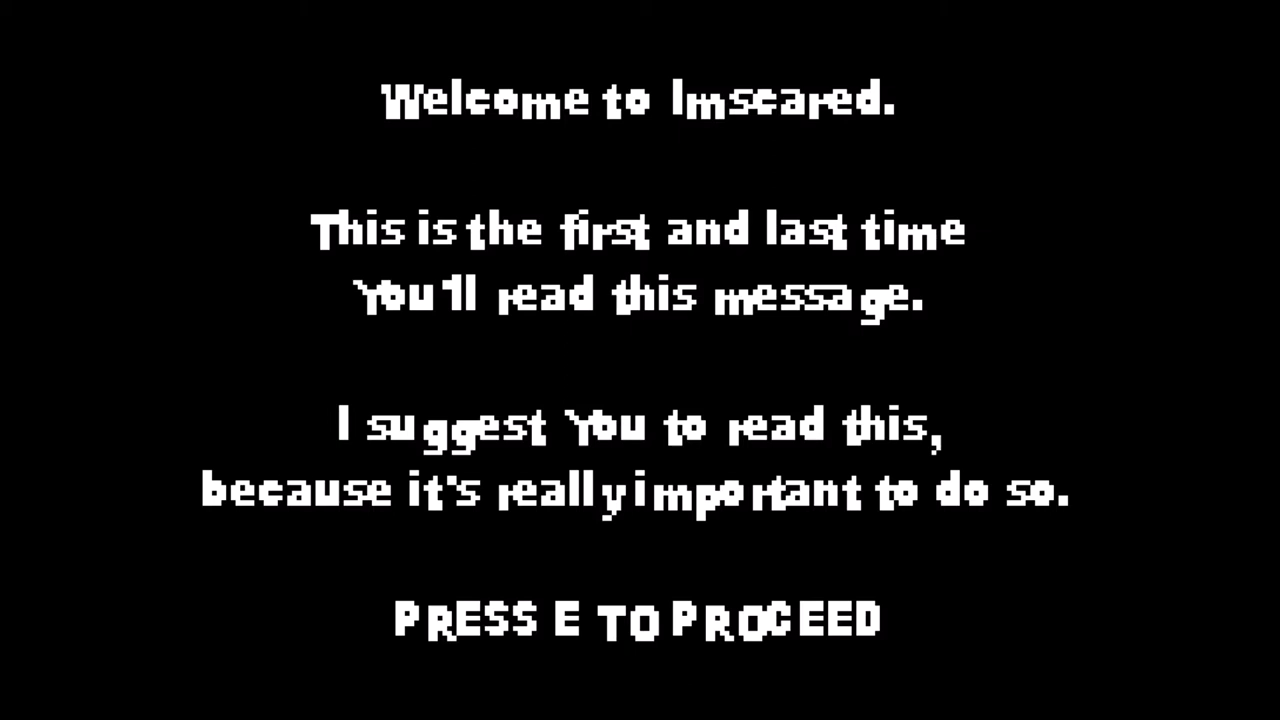 Welcome to Imscared.
This is the first and last time
You'll read this message.
I suggest You to read this,
because it's really important to do so.
PRESS E TO PROCEED